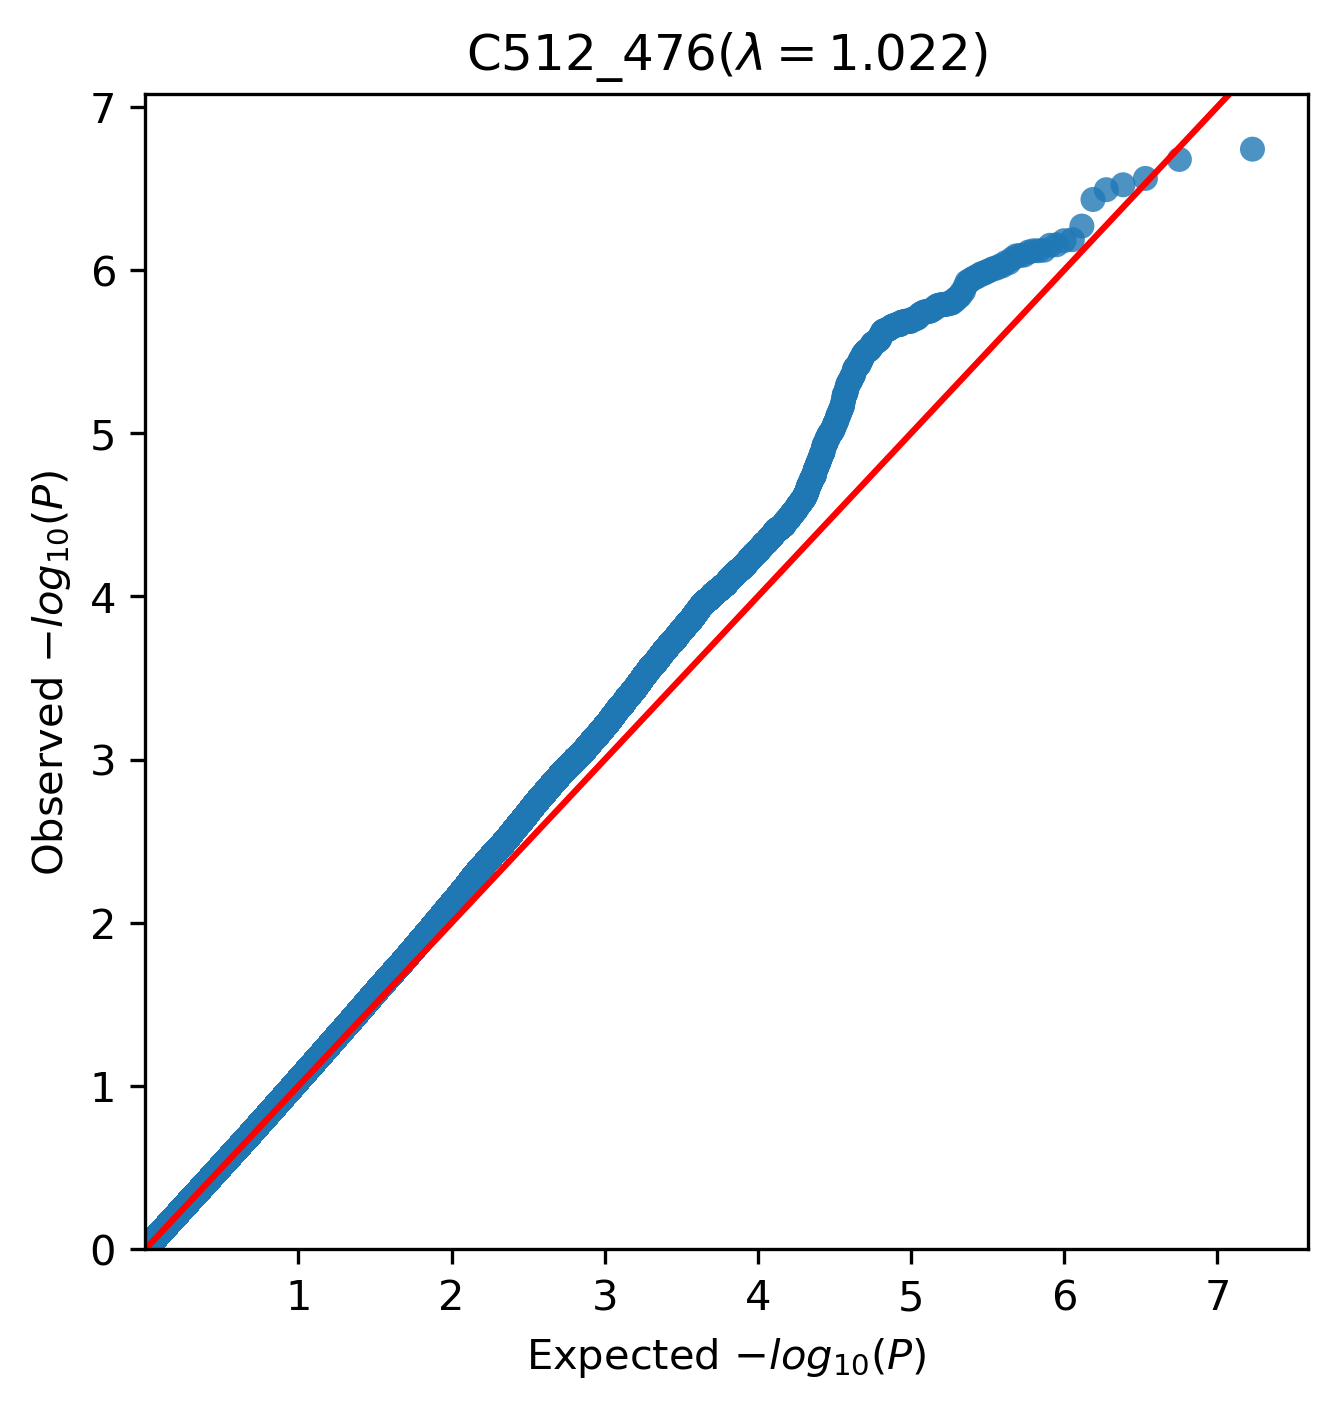 C512_476(λ = 1.022)
7
6
5
4
3
2
1
0
Observed −log₁₀(P)
1 2 3 4 5 6 7
Expected −log₁₀(P)